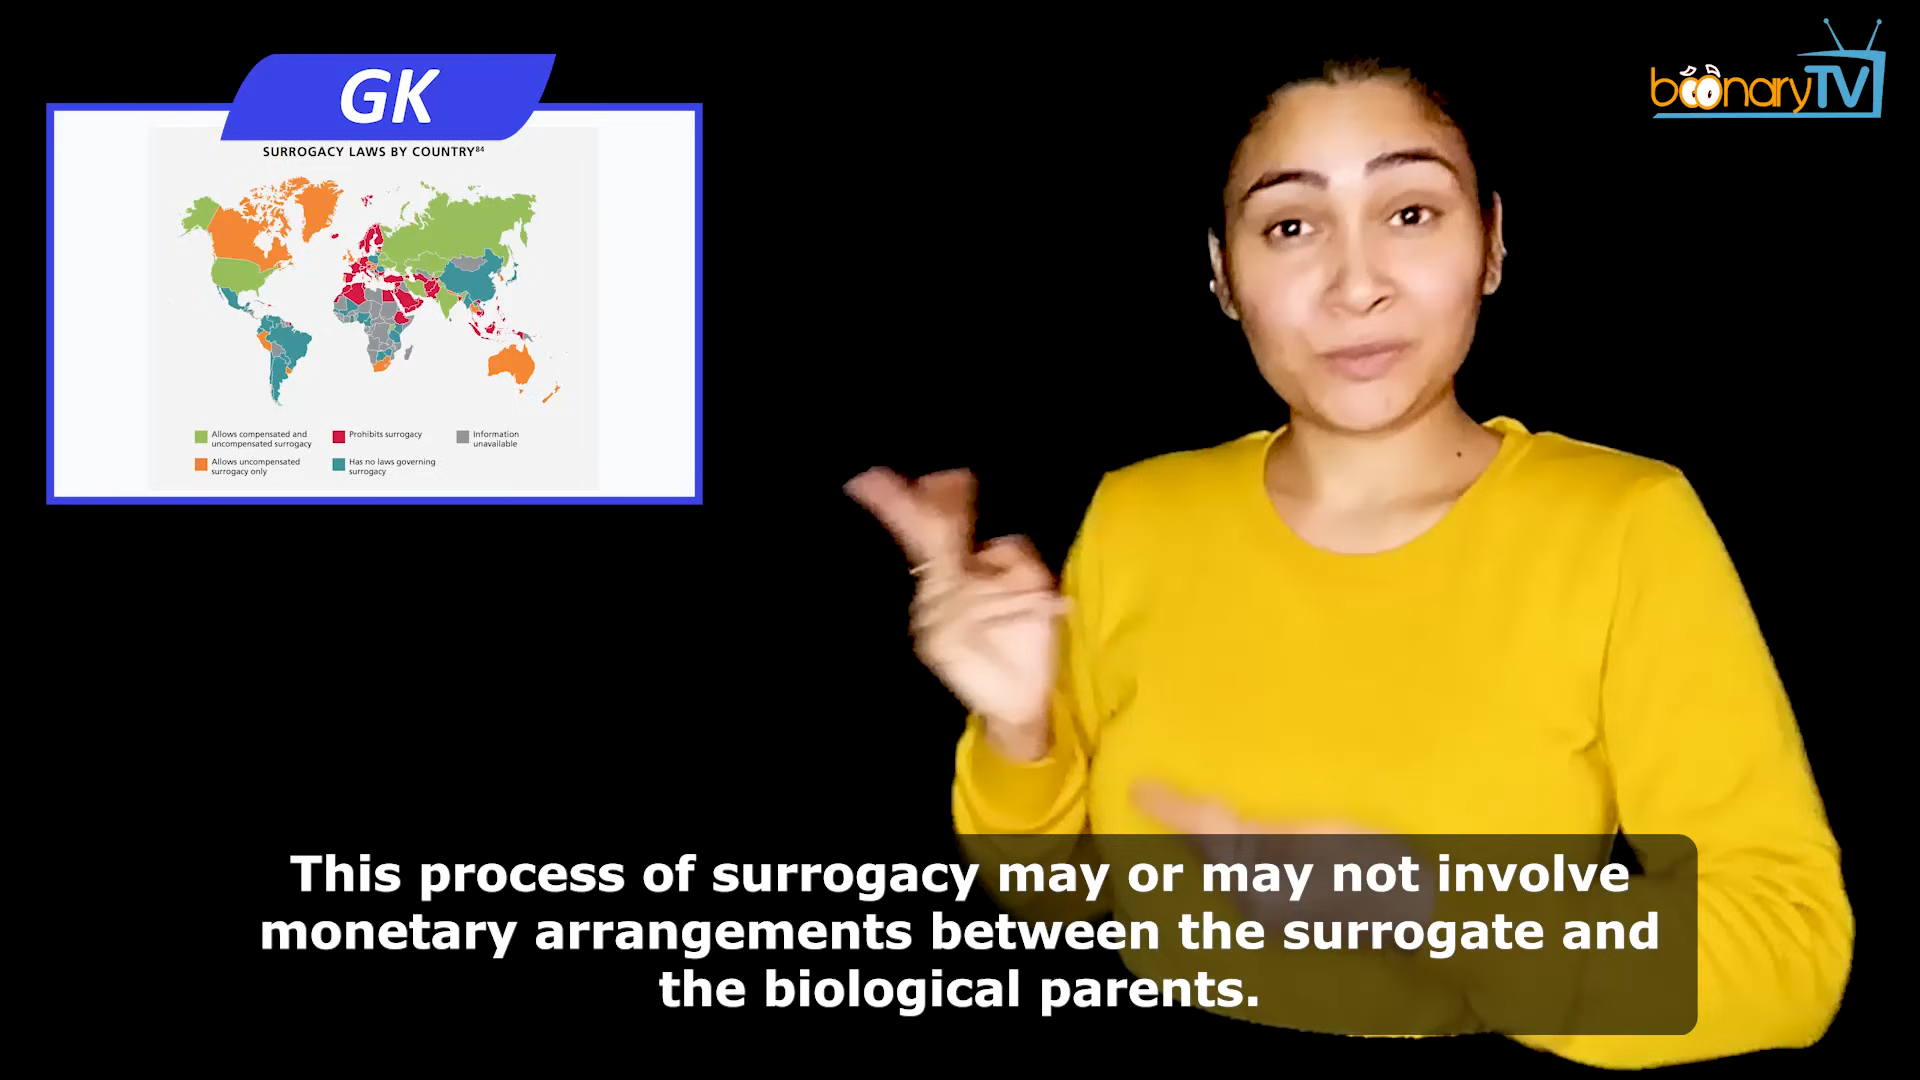 GK
SURROGACY LAWS BY COUNTRY84
Allows compensated and
uncompensated surrogacy
Allows uncompensated
surrogacy only
Prohibits surrogacy
Has no laws governing
surrogacy
Information
unavailable
boonaryTV
This process of surrogacy may or may not involve
monetary arrangements between the surrogate and
the biological parents.